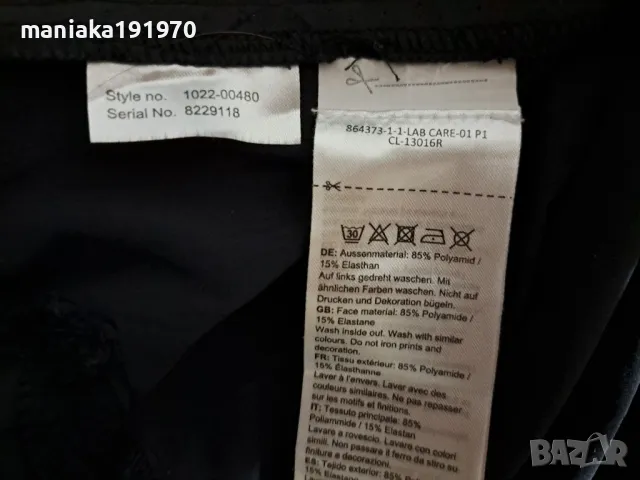 maniaka191970
Style no. 1022-00480
Serial No. 8229118
864373-1-1-LAB CARE-01 P1
CL-13016R
30
DE: Aussenmaterial: 85% Polyamid /
15% Elasthan
Auf links gedreht waschen. Mit
ähnlichen Farben waschen. Nicht auf
Drucken und Dekoration bügeln.
GB: Face material: 85% Polyamide /
15% Elastane
Wash inside out. Wash with similar
colours. Do not iron prints and
decoration.
FR: Tissu extérieur: 85% Polyamide /
15% Élasthanne
Laver à l'envers. Laver avec des
couleurs similaires. Ne pas repasser
sur les motifs et finitions.
IT: Tessuto principale: 85%
Poliammide / 15% Elastan
Lavare a rovescio. Lavare con colori
simili. Non passare il ferro da stiro su
finiture a decorazioni.
ES: Tejido exterior: 85%
BAZAR